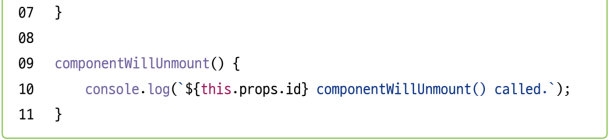 07 }
08
09 componentWillUnmount() {
10     console.log(`${this.props.id} componentWillUnmount() called.`);
11 }